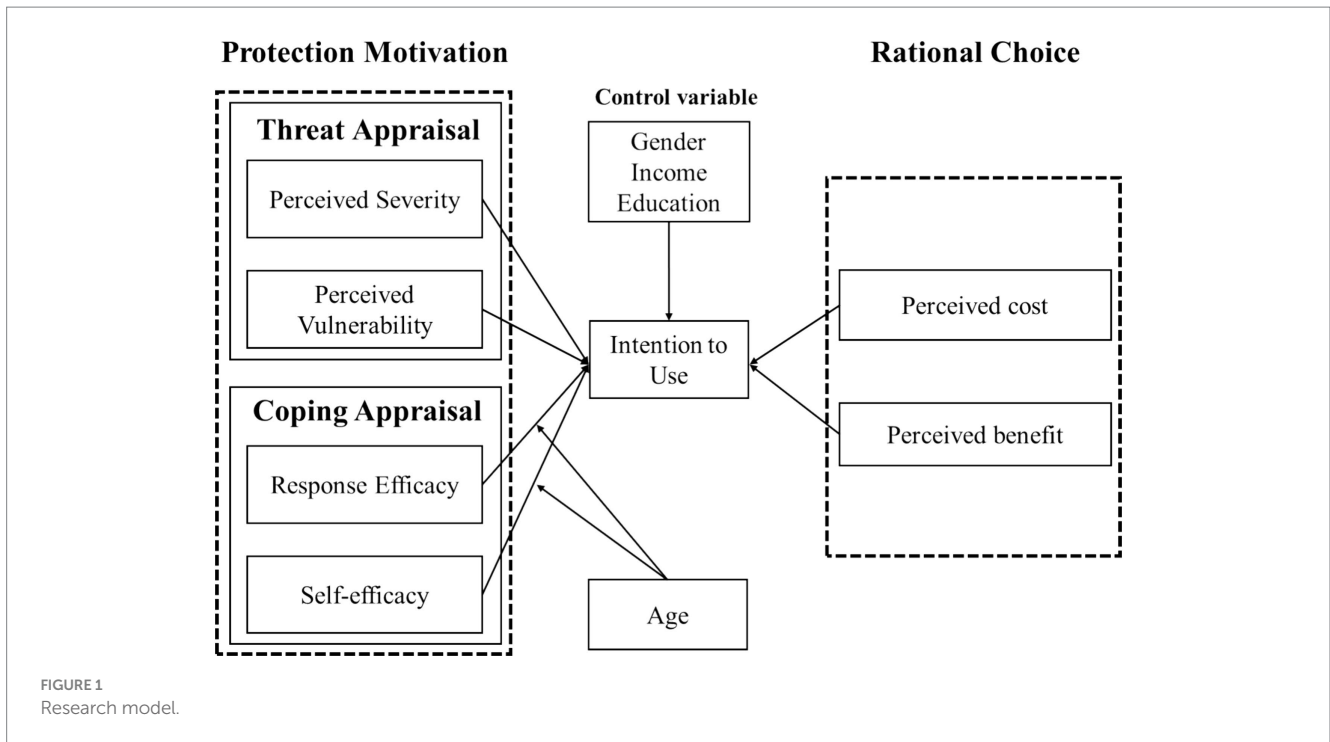 Protection Motivation
Threat Appraisal
Perceived Severity
Perceived
Vulnerability
Coping Appraisal
Response Efficacy
Self-efficacy
Control variable
Gender
Income
Education
Intention to
Use
Age
Rational Choice
Perceived cost
Perceived benefit
FIGURE 1
Research model.